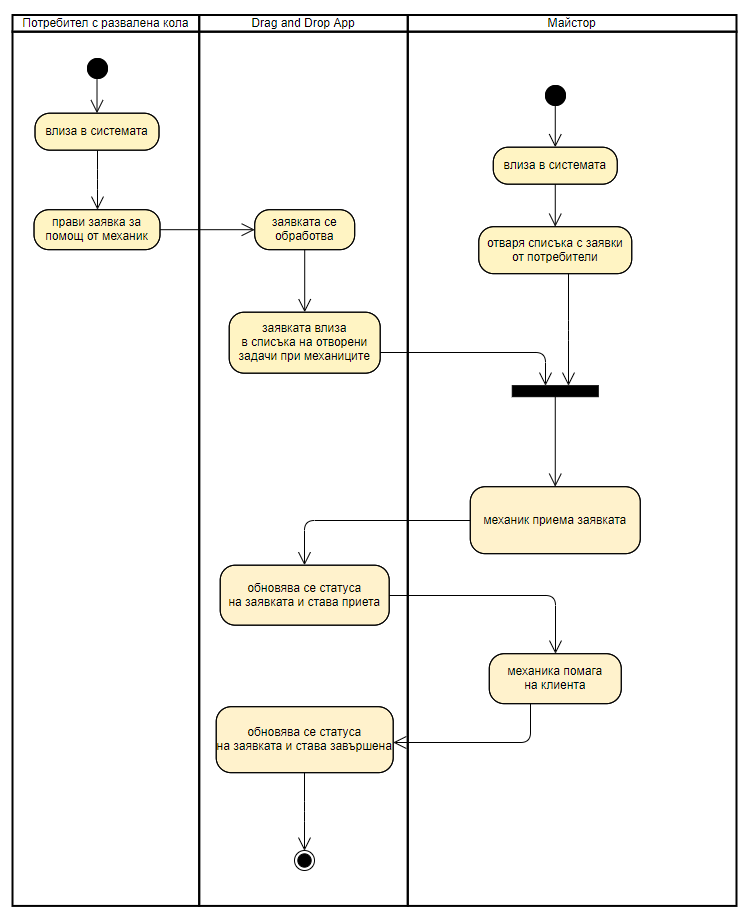 Потребител с развалена кола
Drag and Drop App
Майстор
влиза в системата
прави заявка за
помощ от механик
заявката се
обработва
заявката влиза
в списъка на отворени
задачи при механиците
влиза в системата
отваря списъка с заявки
от потребители
механик приема заявката
обновява се статуса
на заявката и става приета
механика помага
на клиента
обновява се статуса
на заявката и става завършена